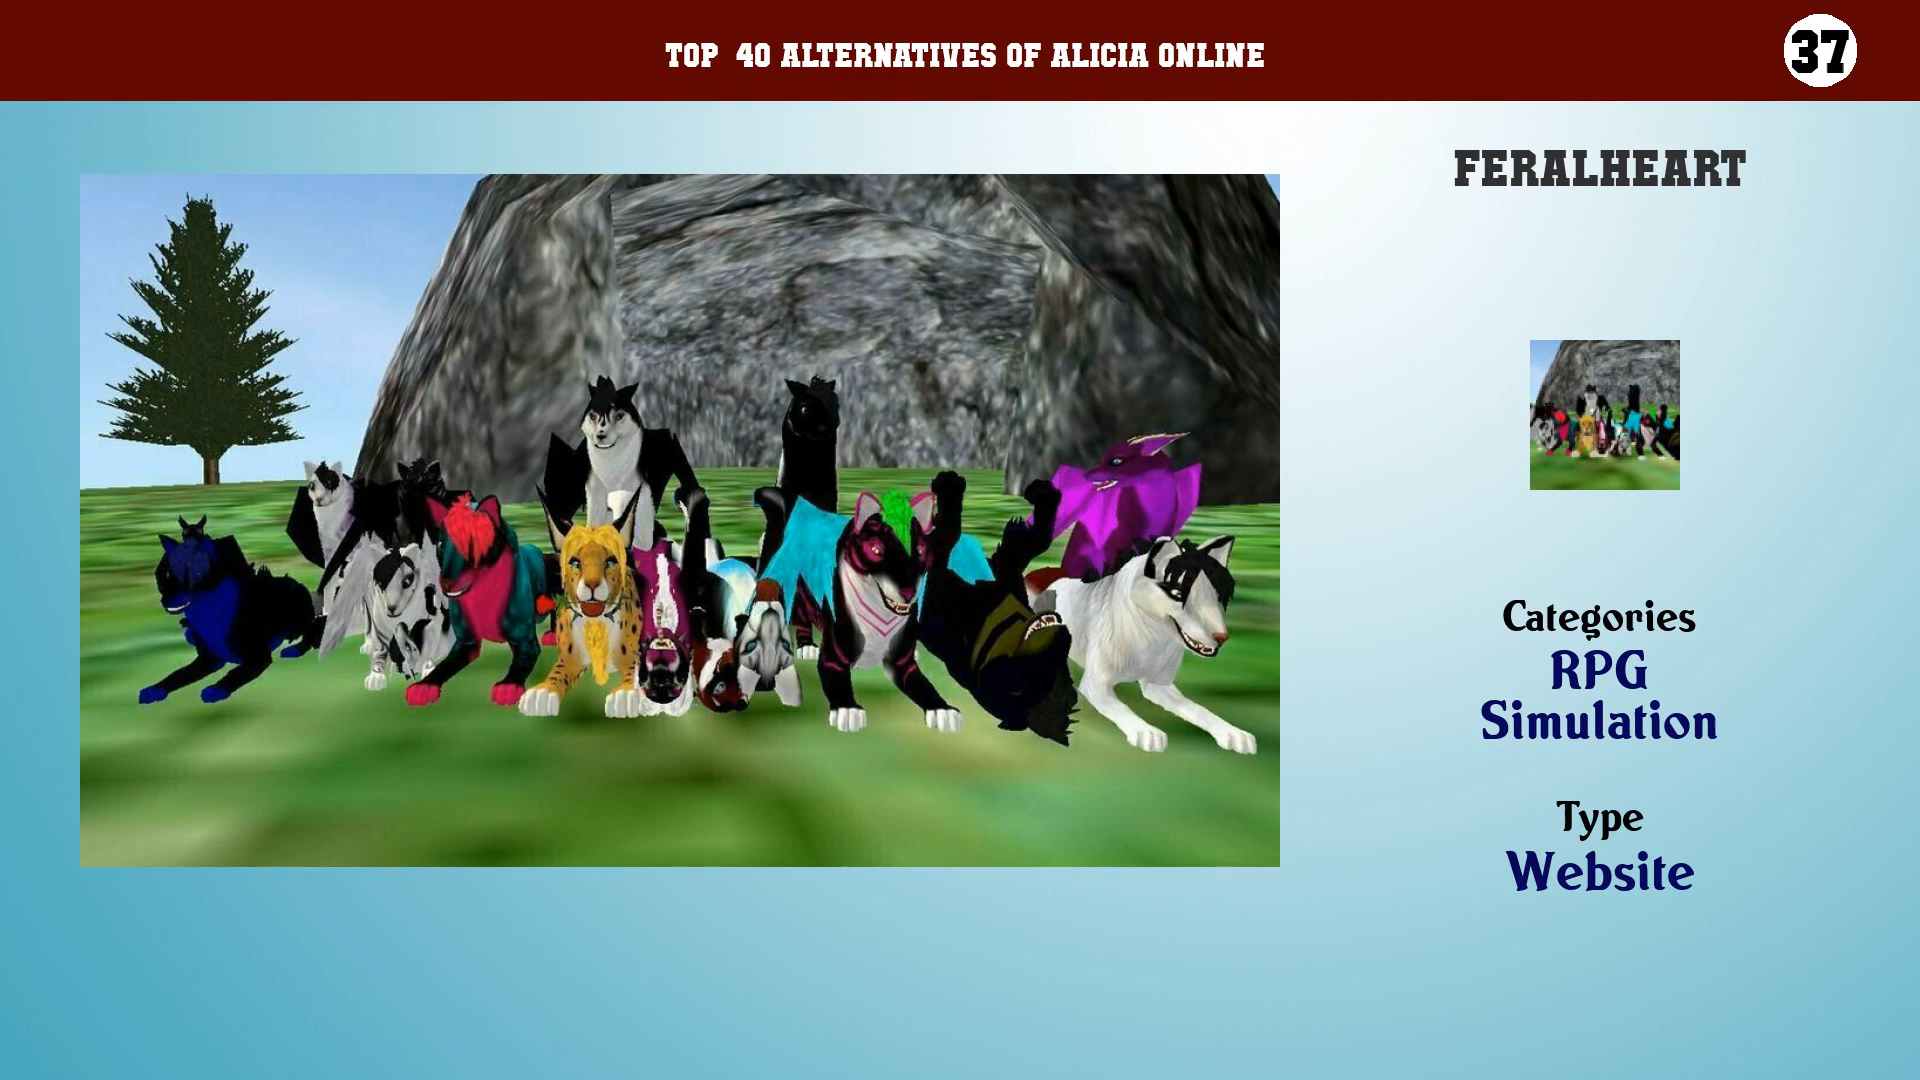 TOP 40 ALTERNATIVES OF ALICIA ONLINE
37
FERALHEART
Categories
RPG
Simulation
Type
Website